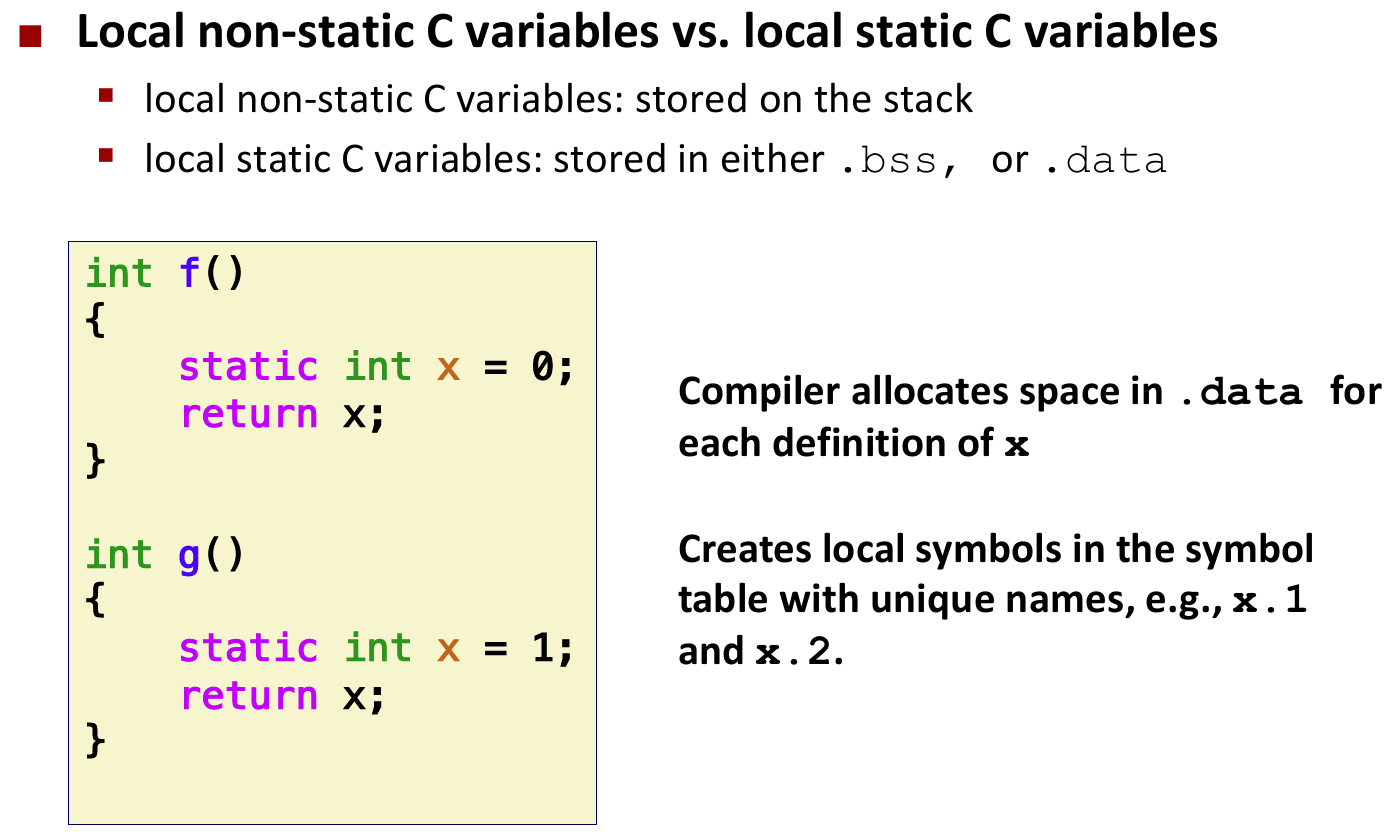 Local non-static C variables vs. local static C variables
local non-static C variables: stored on the stack
local static C variables: stored in either .bss, or .data
int f()
{
    static int x = 0;
    return x;
}
int g()
{
    static int x = 1;
    return x;
}
Compiler allocates space in .data for
each definition of x
Creates local symbols in the symbol
table with unique names, e.g., x.1
and x.2.